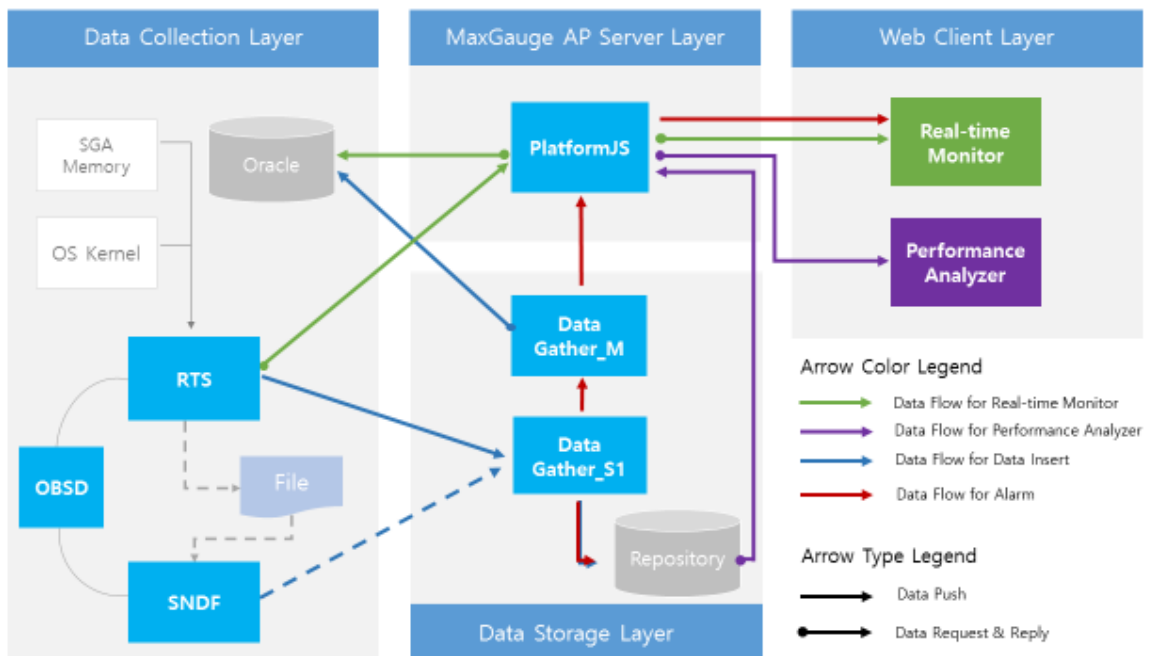 Data Collection Layer
MaxGauge AP Server Layer
Web Client Layer
SGA
Memory
Oracle
OS Kernel
RTS
OBSD
File
SNDF
PlatformJS
Data
Gather_M
Data
Gather_S1
Repository
Data Storage Layer
Real-time
Monitor
Performance
Analyzer
Arrow Color Legend
Data Flow for Real-time Monitor
Data Flow for Performance Analyzer
Data Flow for Data Insert
Data Flow for Alarm
Arrow Type Legend
Data Push
Data Request & Reply